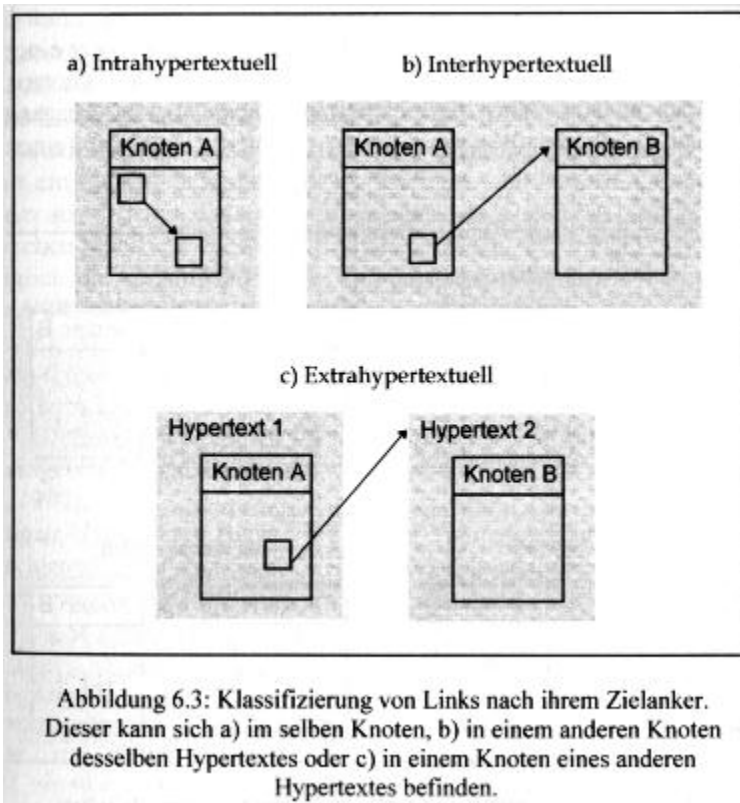 a) Intrahypertextuell
b) Interhypertextuell
Knoten A
Knoten A
Knoten B
c) Extrahypertextuell
Hypertext 1
Hypertext 2
Knoten A
Knoten B
Abbildung 6.3: Klassifizierung von Links nach ihrem Zielanker.
Dieser kann sich a) im selben Knoten, b) in einem anderen Knoten
desselben Hypertextes oder c) in einem Knoten eines anderen
Hypertextes befinden.